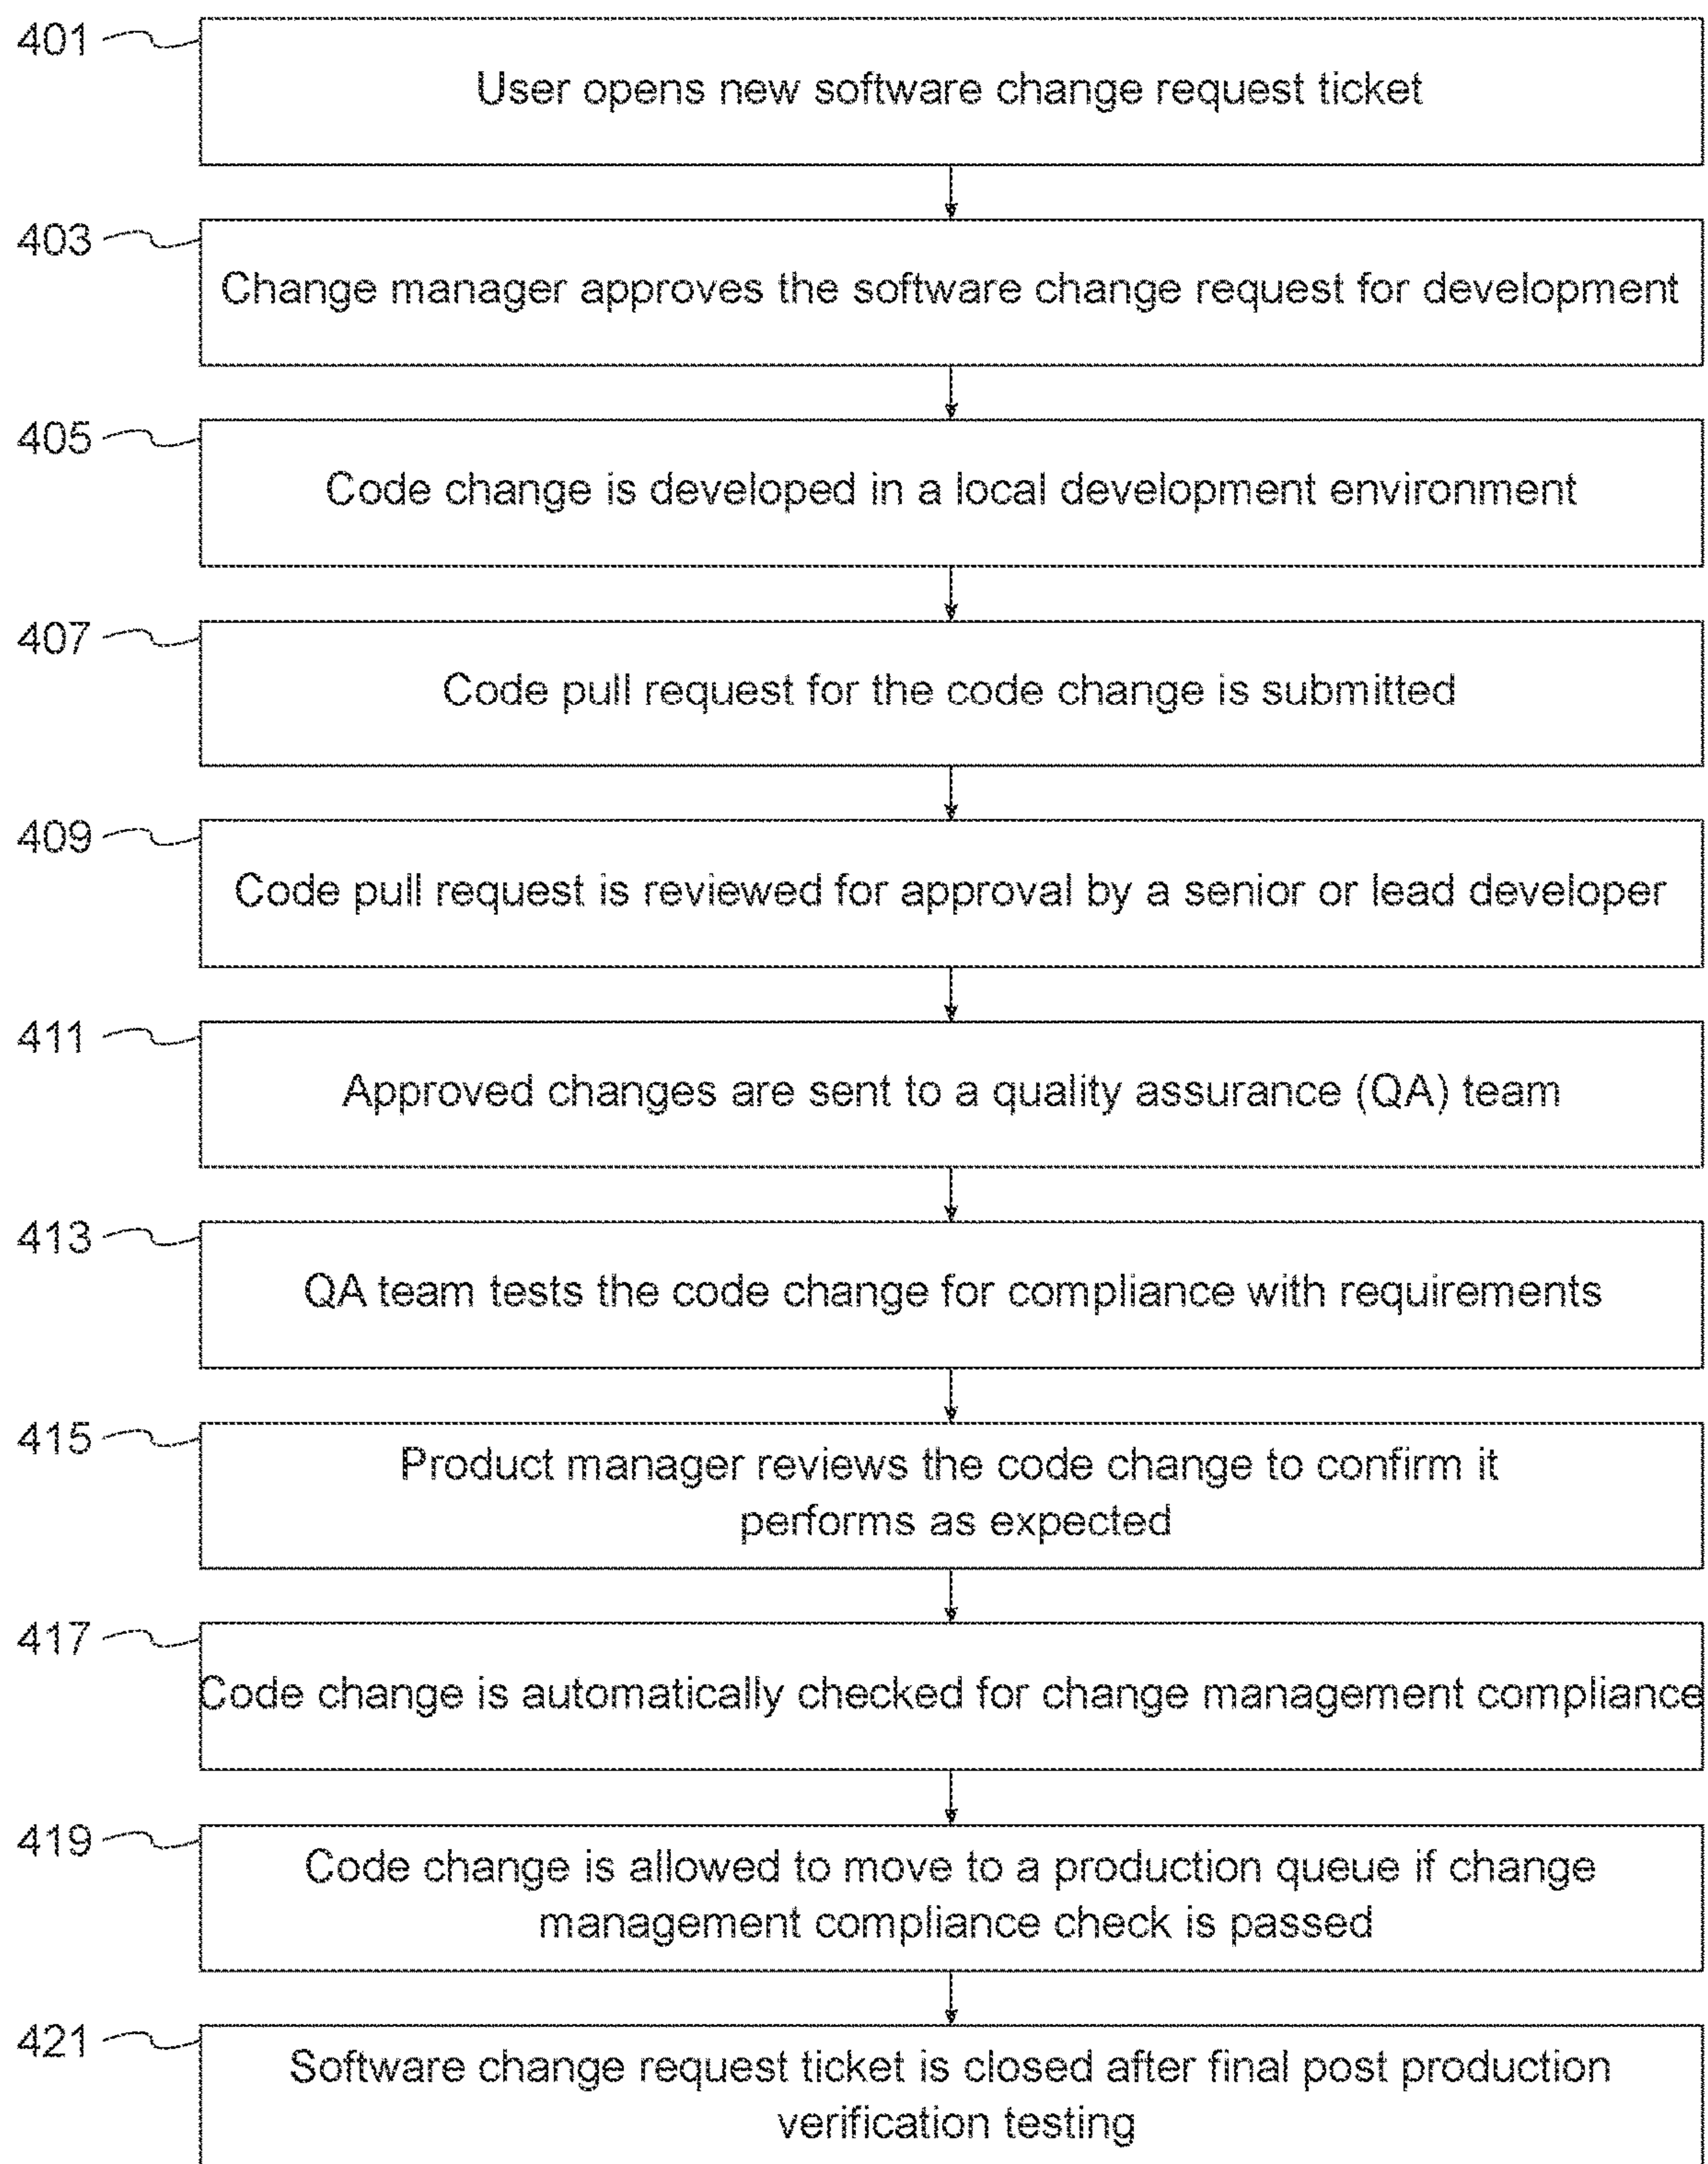 401
User opens new software change request ticket
403
Change manager approves the software change request for development
405
Code change is developed in a local development environment
407
Code pull request for the code change is submitted
409
Code pull request is reviewed for approval by a senior or lead developer
411
Approved changes are sent to a quality assurance (QA) team
413
QA team tests the code change for compliance with requirements
415
Product manager reviews the code change to confirm it
performs as expected
417
Code change is automatically checked for change management compliance
419
Code change is allowed to move to a production queue if change
management compliance check is passed
421
Software change request ticket is closed after final post production
verification testing